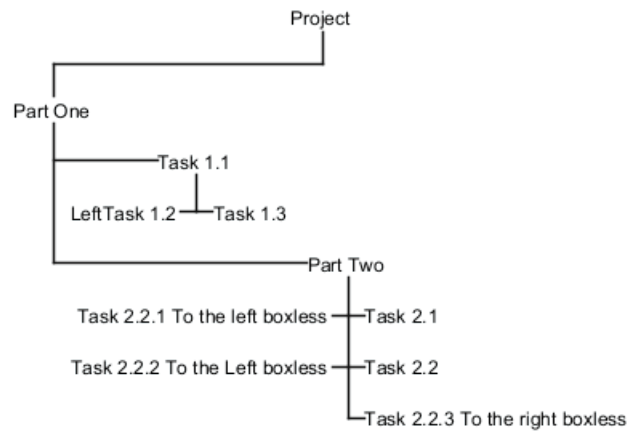 Project
Part One
Task 1.1
LeftTask 1.2 Task 1.3
Part Two
Task 2.2.1 To the left boxless Task 2.1
Task 2.2.2 To the Left boxless Task 2.2
Task 2.2.3 To the right boxless